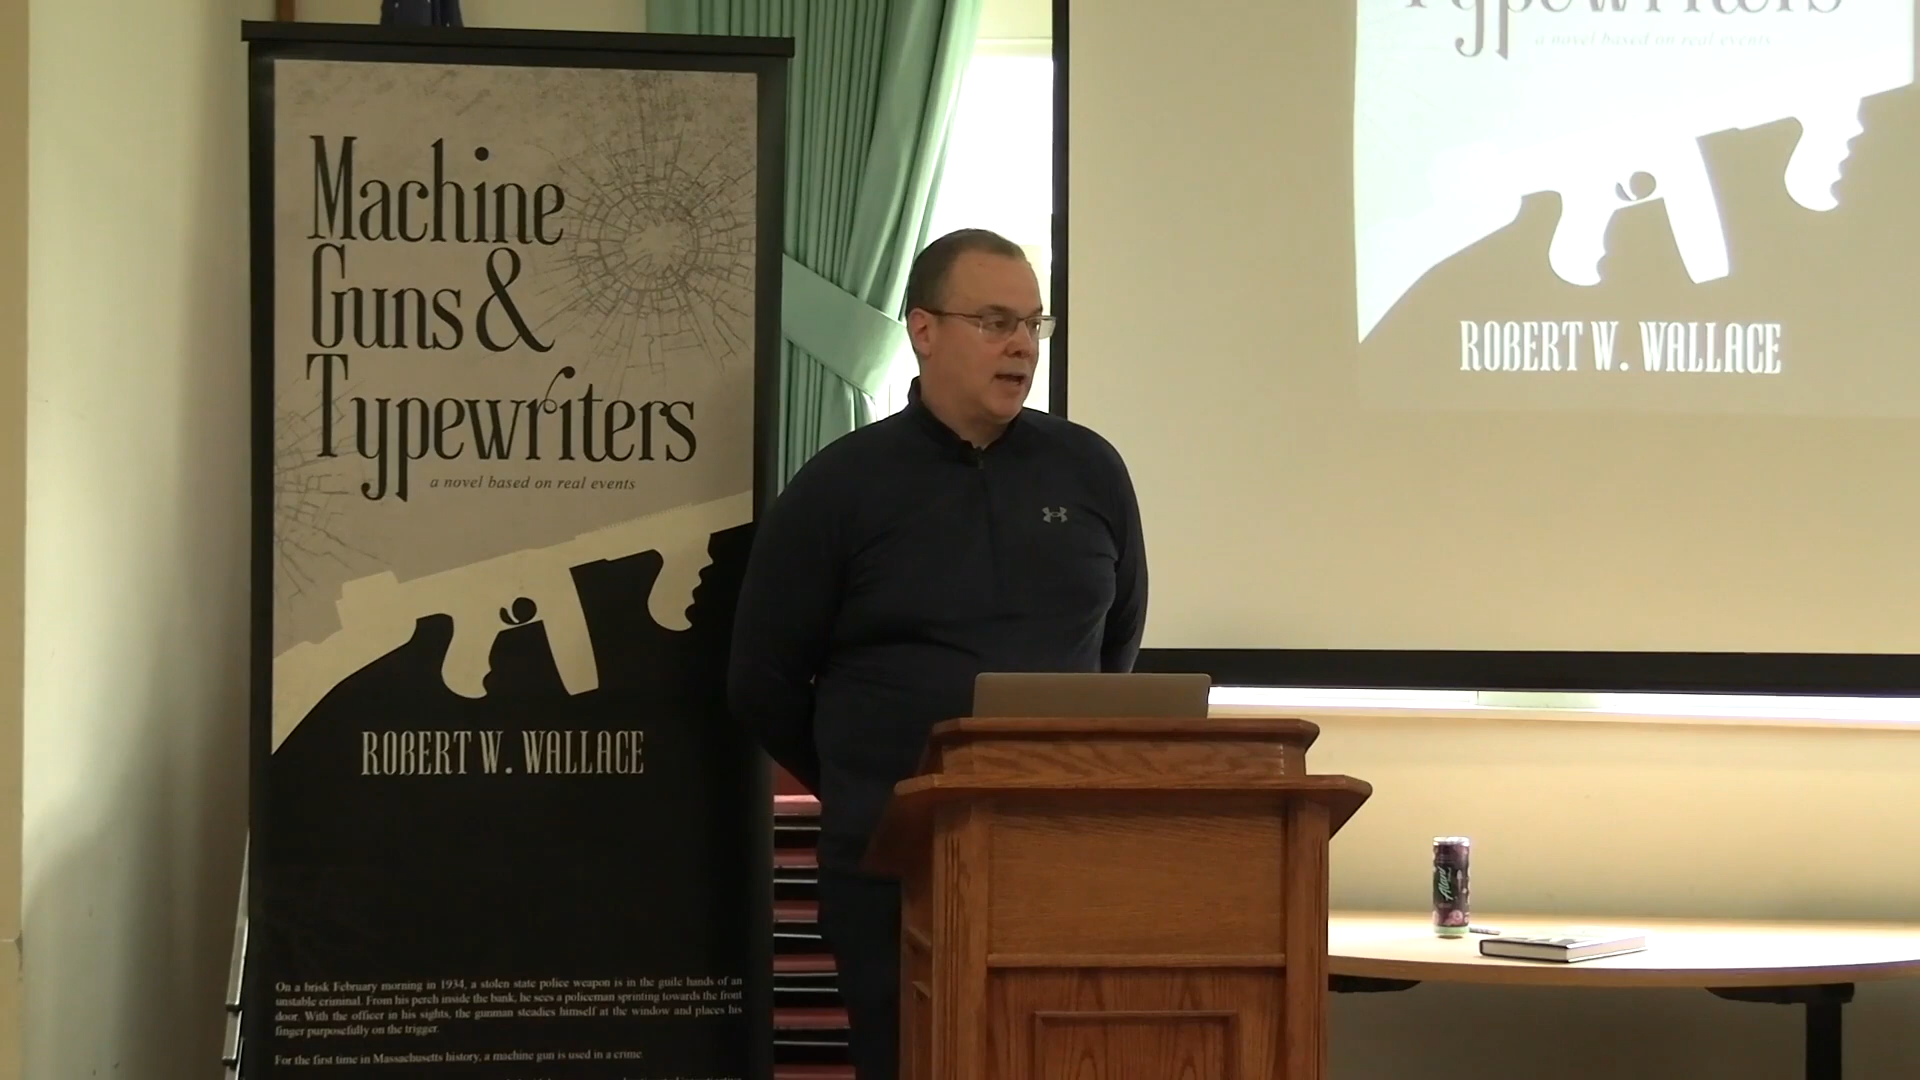 Machine
Guns &
Typewriters
a novel based on real events
ROBERT W. WALLACE
On a brisk February morning in 1934, a stolen state police weapon is in the guile hands of an
unstable criminal. From his perch inside the bank, he sees a policeman sprinting towards the front
door. With the officer in his sights, the gunman steadies himself at the window and places his
finger purposefully on the trigger.
For the first time in Massachusetts history, a machine gun is used in a crime
Typewriters
a novel based on real events
ROBERT W. WALLACE
Alani